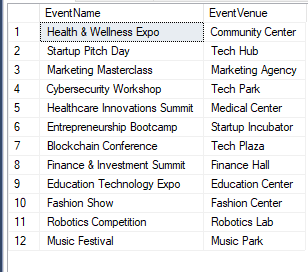 EventName EventVenue
1 Health & Wellness Expo Community Center
2 Startup Pitch Day Tech Hub
3 Marketing Masterclass Marketing Agency
4 Cybersecurity Workshop Tech Park
5 Healthcare Innovations Summit Medical Center
6 Entrepreneurship Bootcamp Startup Incubator
7 Blockchain Conference Tech Plaza
8 Finance & Investment Summit Finance Hall
9 Education Technology Expo Education Center
10 Fashion Show Fashion Center
11 Robotics Competition Robotics Lab
12 Music Festival Music Park